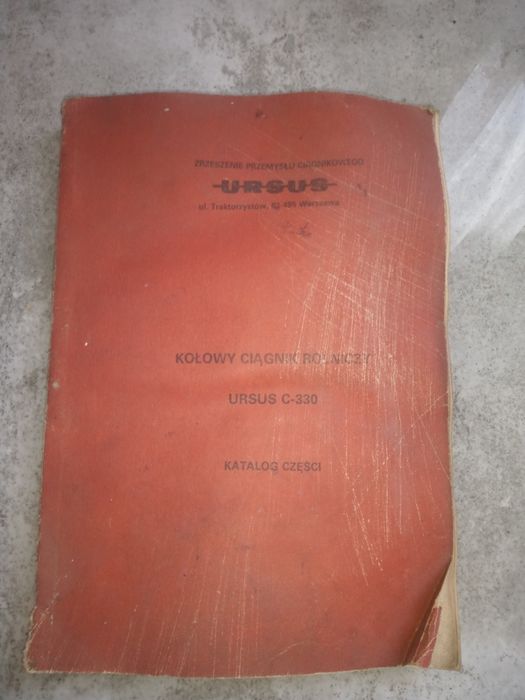 ZRZESZENIE PRZEMYSŁU CIĄGNIKOWEGO
URSUS
ul. Traktorzystów, 02-495 Warszawa
KOŁOWY CIĄGNIK ROLNICZY
URSUS C-330
KATALOG CZĘŚCI